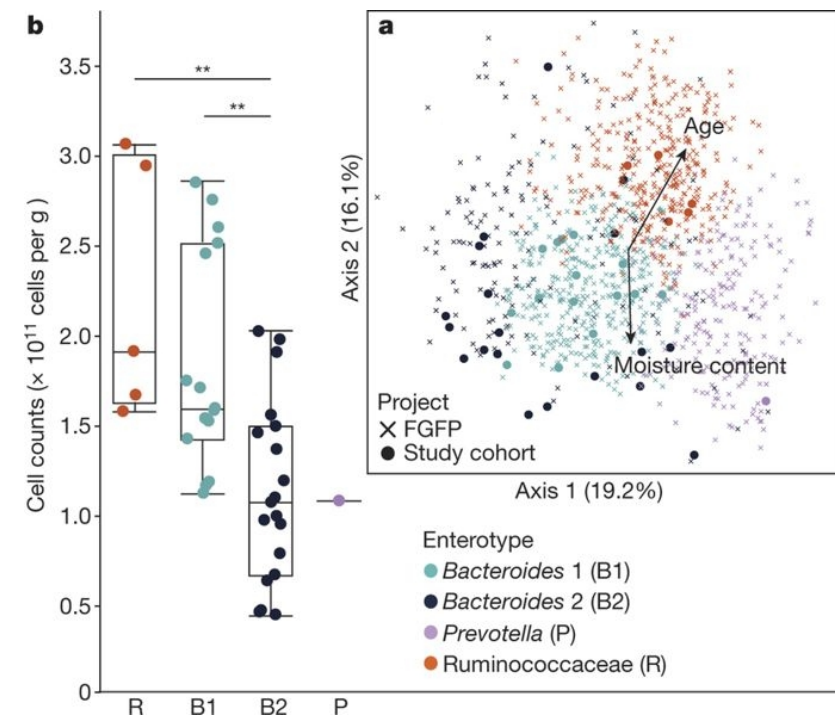 b
3.5
3.0
2.5
2.0
1.5
1.0
0.5
0
Cell counts (× 10¹¹ cells per g )
**
**
R B1 B2 P
a
Age
Moisture content
Project
× FGFP
Study cohort
Axis 2 (16.1%)
Axis 1 (19.2%)
Enterotype
Bacteroides 1 (B1)
Bacteroides 2 (B2)
Prevotella (P)
Ruminococcaceae (R)